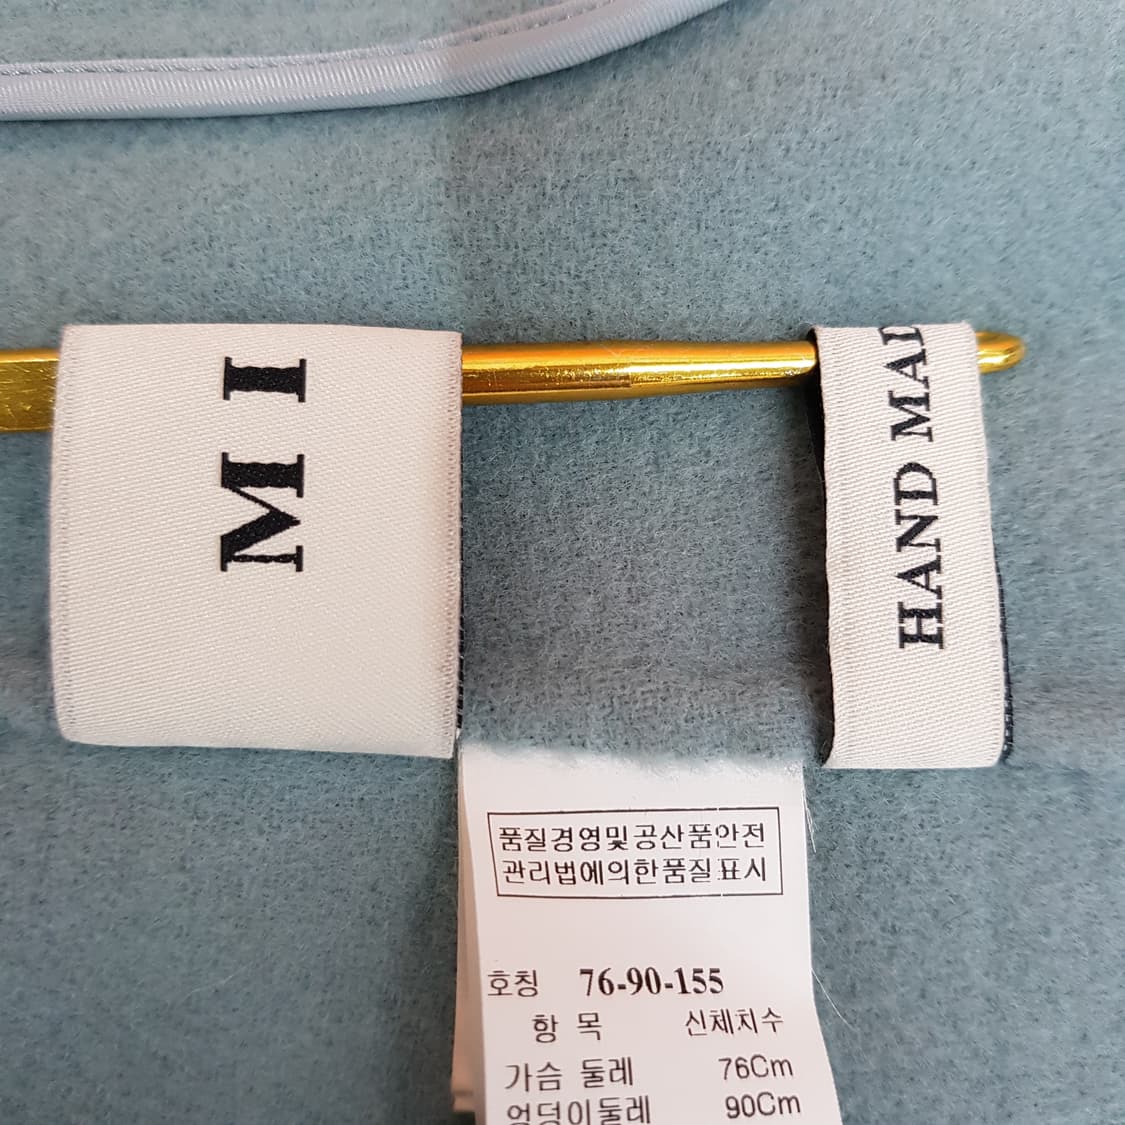 M I
HAND MAD
품질경영및공산품안전
관리법에의한품질표시
호칭 76-90-155
항 목 신체치수
가슴 둘레 76Cm
엉덩이둘레 90Cm